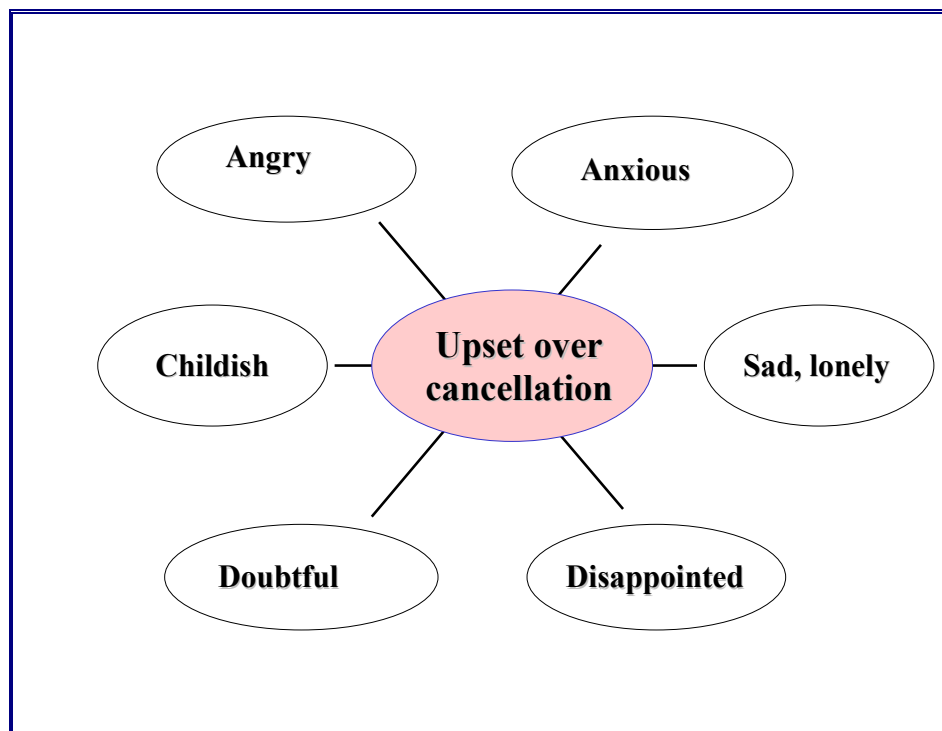 Angry
Anxious
Upset over
cancellation
Childish
Sad, lonely
Doubtful
Disappointed